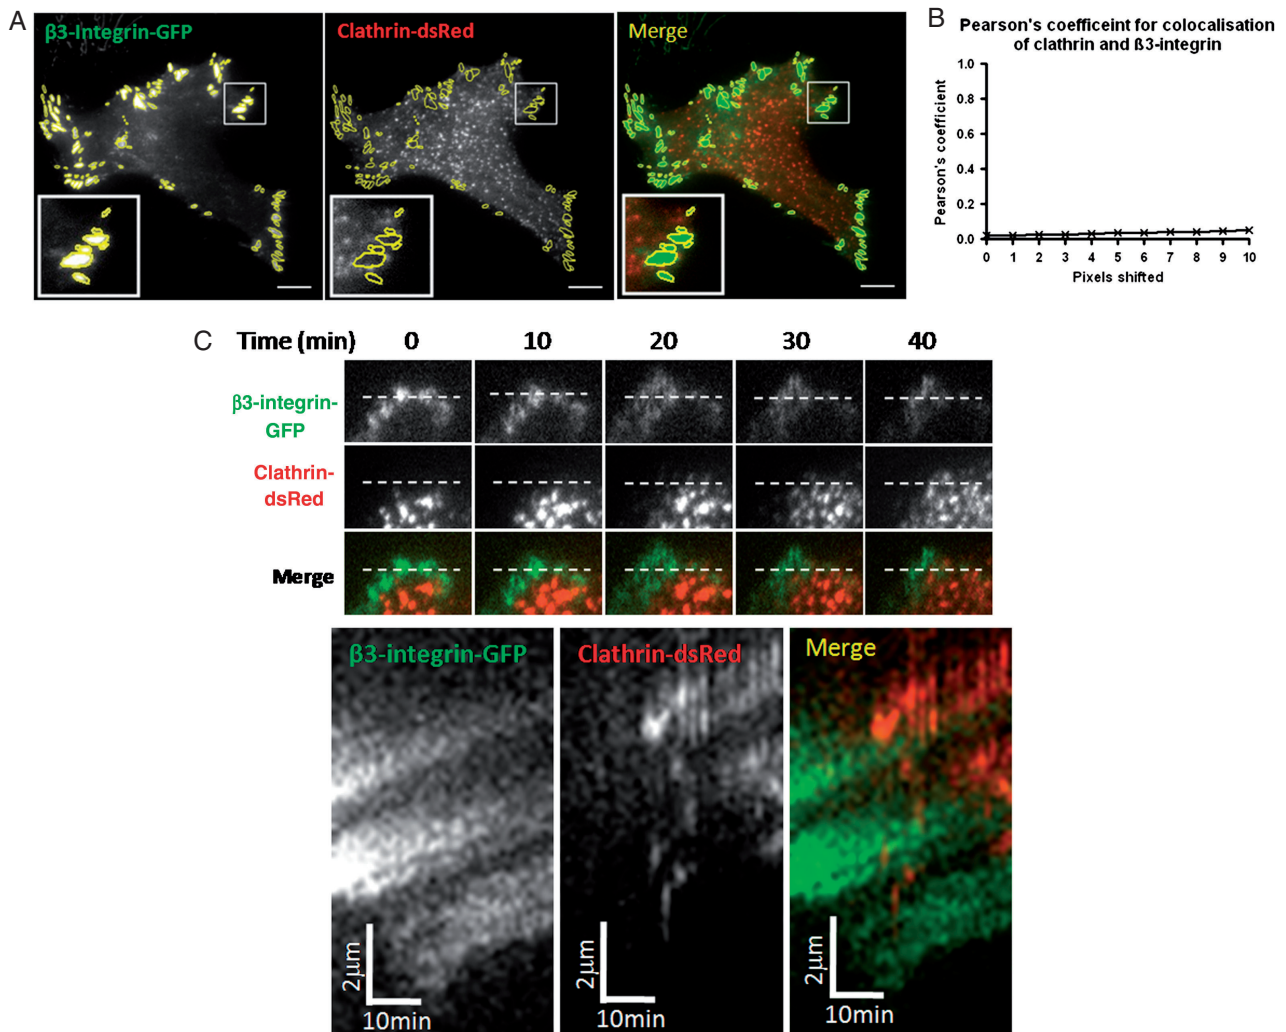 A
β3-Integrin-GFP
Clathrin-dsRed
Merge
B
Pearson's coefficeint for colocalisation
of clathrin and ß3-integrin
Pearson's coefficient
1.0
0.8
0.6
0.4
0.2
0.0
0 1 2 3 4 5 6 7 8 9 10
Pixels shifted
C
Time (min) 0 10 20 30 40
β3-integrin-
GFP
Clathrin-
dsRed
Merge
β3-integrin-GFP
Clathrin-dsRed
Merge
2μm
10min
2μm
10min
2μm
10min